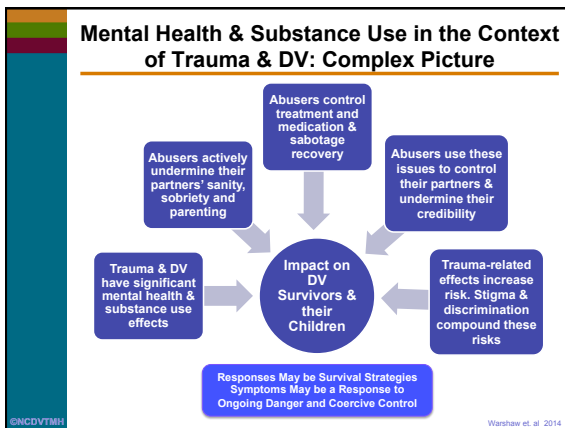 Mental Health & Substance Use in the Context
of Trauma & DV: Complex Picture
Abusers control
treatment and
medication &
sabotage
recovery
Abusers actively
undermine their
partners' sanity,
sobriety and
parenting
Abusers use these
issues to control
their partners &
undermine their
credibility
Trauma & DV
have significant
mental health &
substance use
effects
Impact on
DV
Survivors &
their
Children
Trauma-related
effects increase
risk. Stigma &
discrimination
compound these
risks
Responses May be Survival Strategies
Symptoms May be a Response to
Ongoing Danger and Coercive Control
©NCDVTMH
Warshaw et. al 2014